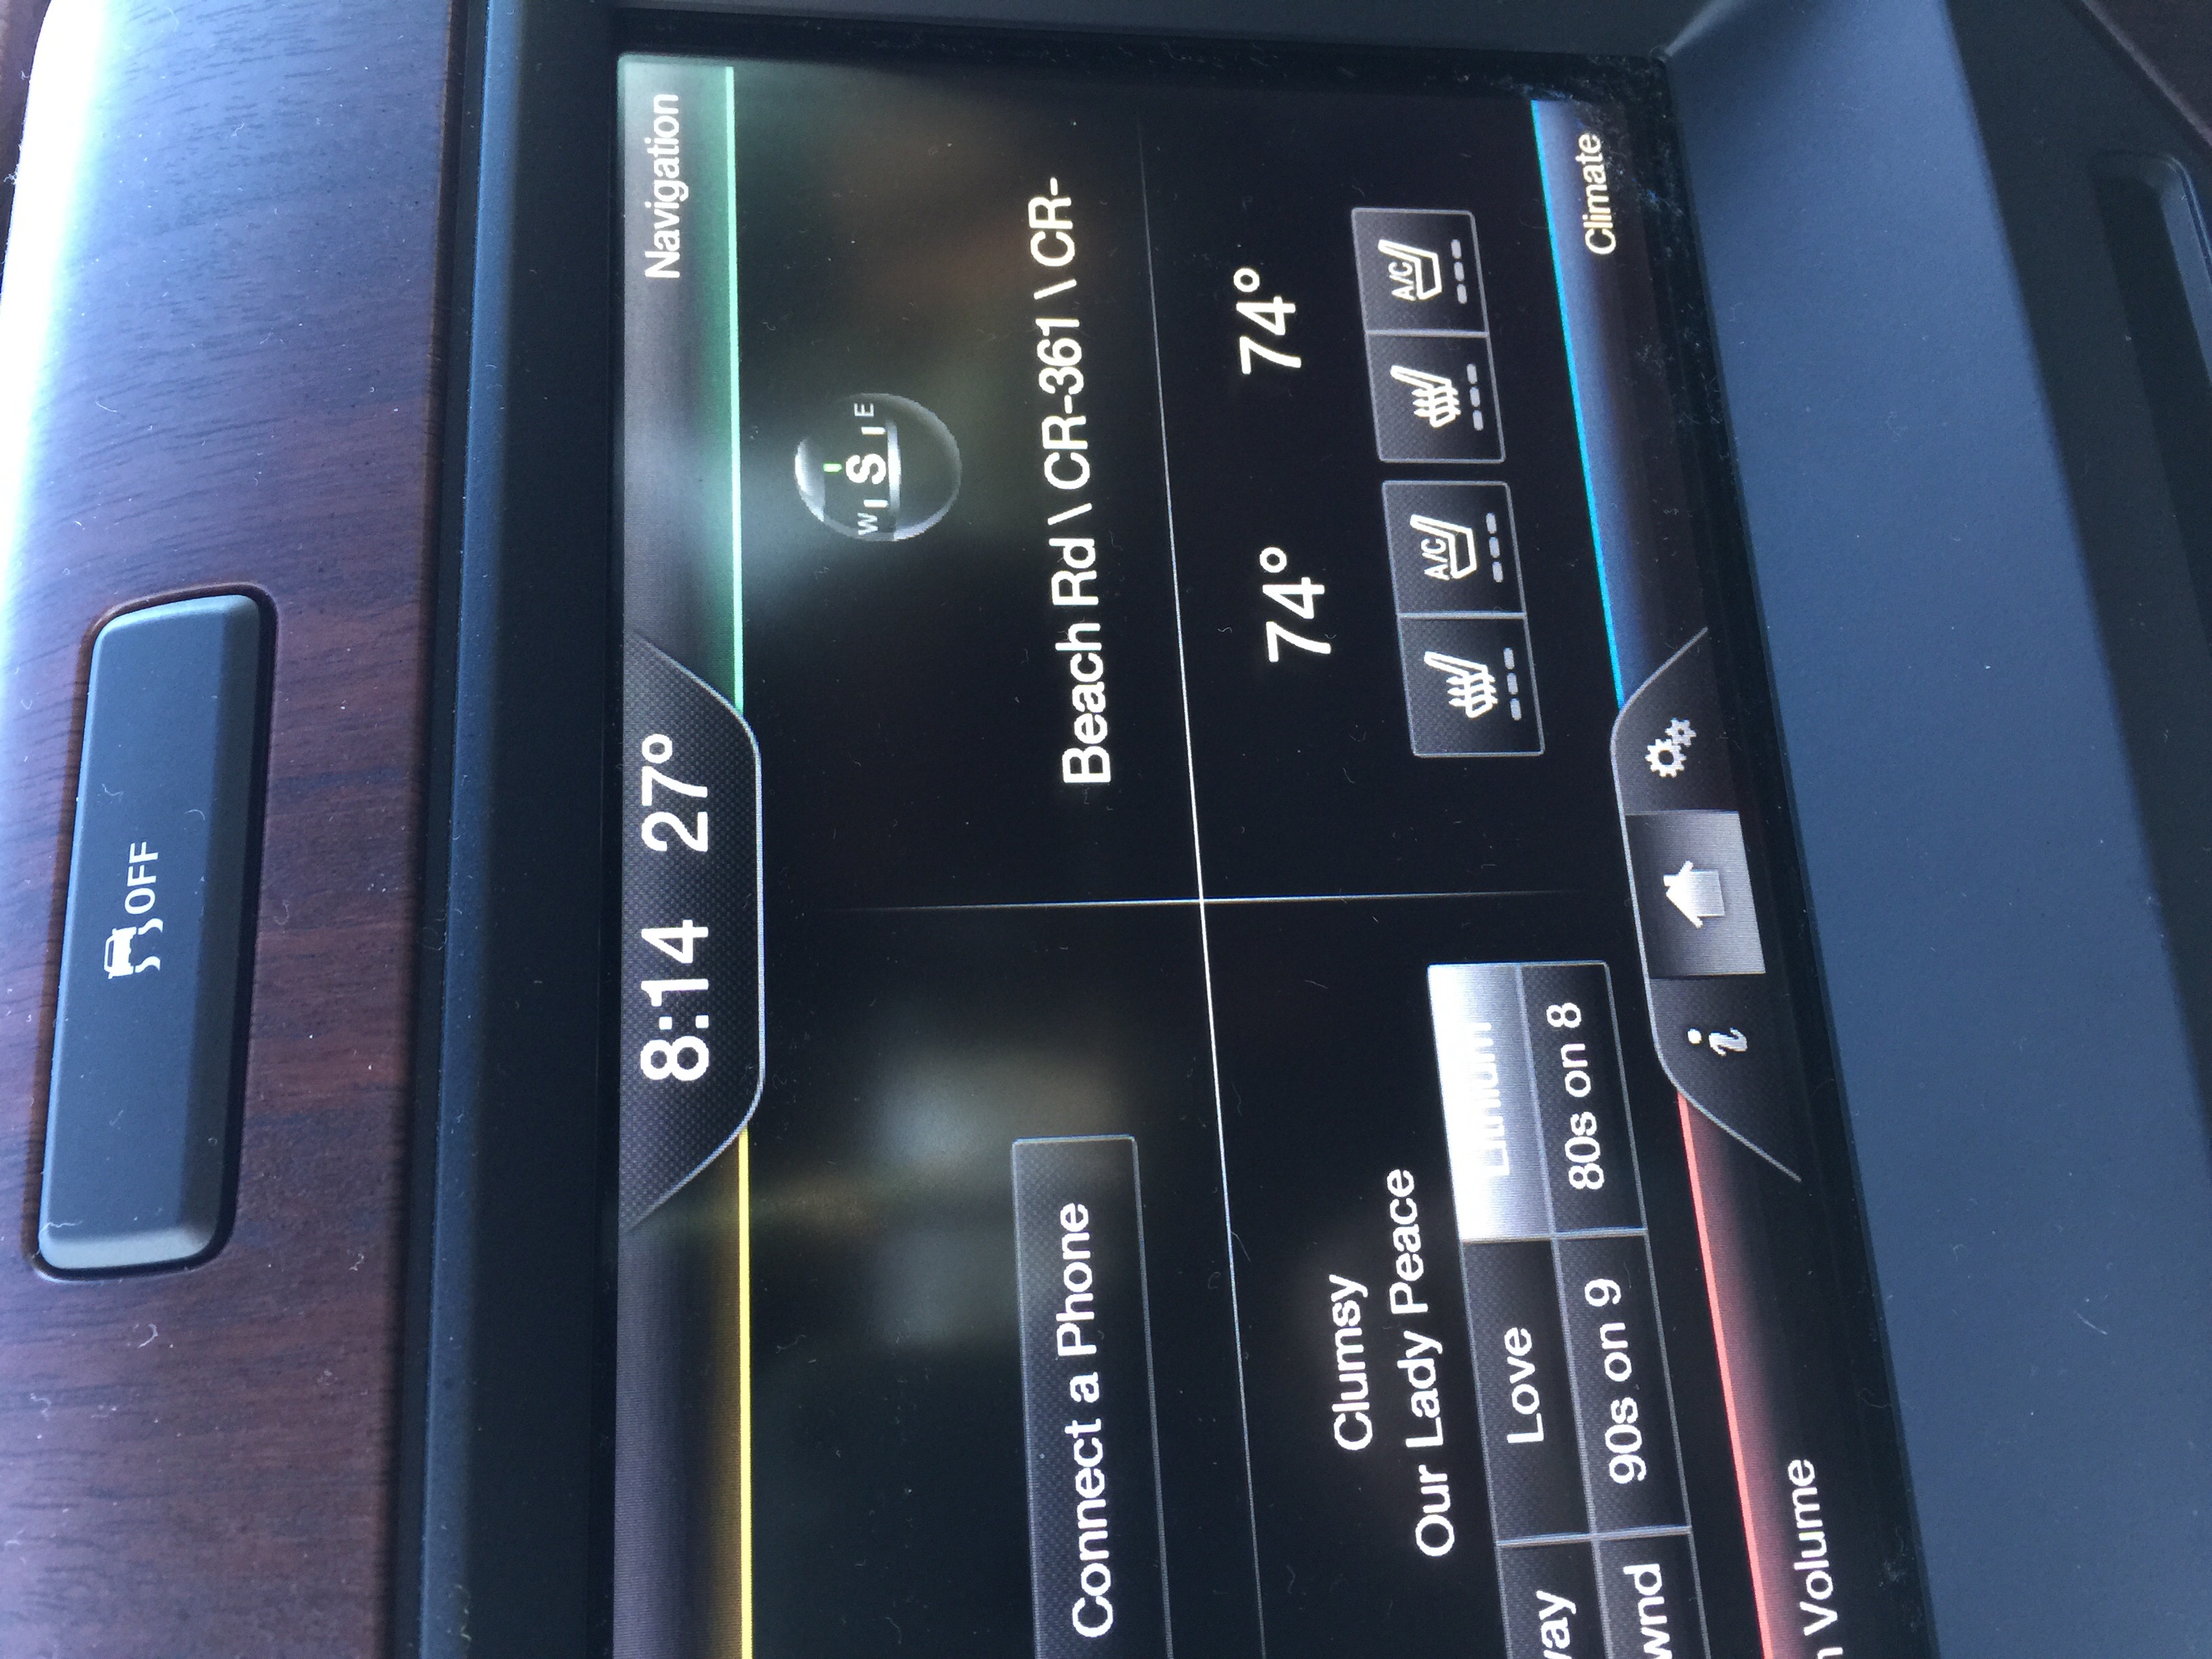 OFF
8:14 27°
Navigation
W S E
Connect a Phone
Beach Rd \ CR-361 \ CR-
Clumsy
Our Lady Peace
74° 74°
A/C A/C
Love Lithium
90s on 9 80s on 8
i
Volume
Climate